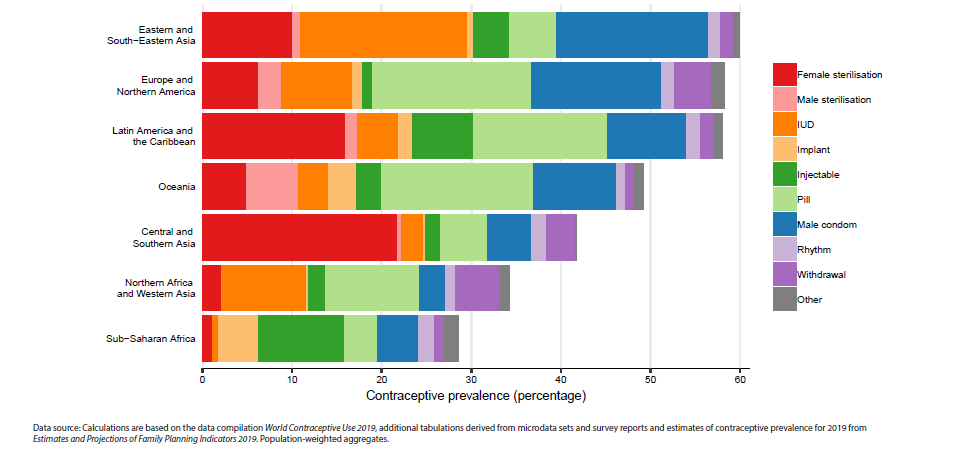 Eastern and
South−Eastern Asia
Europe and
Northern America
Latin America and
the Caribbean
Oceania
Central and
Southern Asia
Northern Africa
and Western Asia
Sub−Saharan Africa
0 10 20 30 40 50 60
Contraceptive prevalence (percentage)
Female sterilisation
Male sterilisation
IUD
Implant
Injectable
Pill
Male condom
Rhythm
Withdrawal
Other
Data source: Calculations are based on the data compilation World Contraceptive Use 2019, additional tabulations derived from microdata sets and survey reports and estimates of contraceptive prevalence for 2019 from
Estimates and Projections of Family Planning Indicators 2019. Population-weighted aggregates.